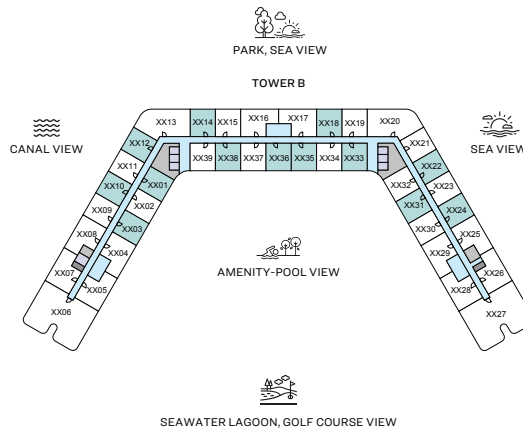 PARK, SEA VIEW
TOWER B
CANAL VIEW
SEA VIEW
XX13
XX14
XX15
XX16
XX17
XX18
XX19
XX20
XX12
XX39
XX38
XX37
XX36
XX35
XX34
XX33
XX21
XX11
XX01
XX32
XX22
XX10
XX02
XX31
XX23
XX09
XX03
XX30
XX24
XX08
XX04
XX29
XX25
XX07
XX05
XX28
XX26
XX06
XX27
AMENITY-POOL VIEW
SEAWATER LAGOON, GOLF COURSE VIEW